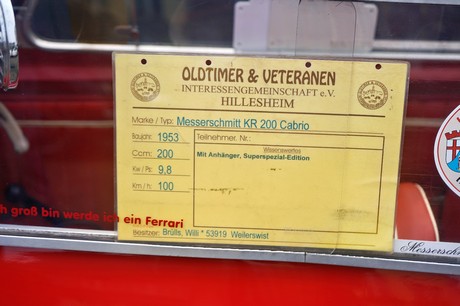 OLDTIMER & VETERANEN
INTERESSENGEMEINSCHAFT e.V.
HILLESHEIM
Marke / Typ: Messerschmitt KR 200 Cabrio
Baujahr: 1953
Teilnehmer. Nr.:
Wissenswertes
Ccm: 200
Mit Anhänger, Superspezial-Edition
Kw / Ps: 9,8
Km / h: 100
h groß bin werde ich ein Ferrari
Besitzer: Brülls, Willi * 53919 Weilerswist
Messersch